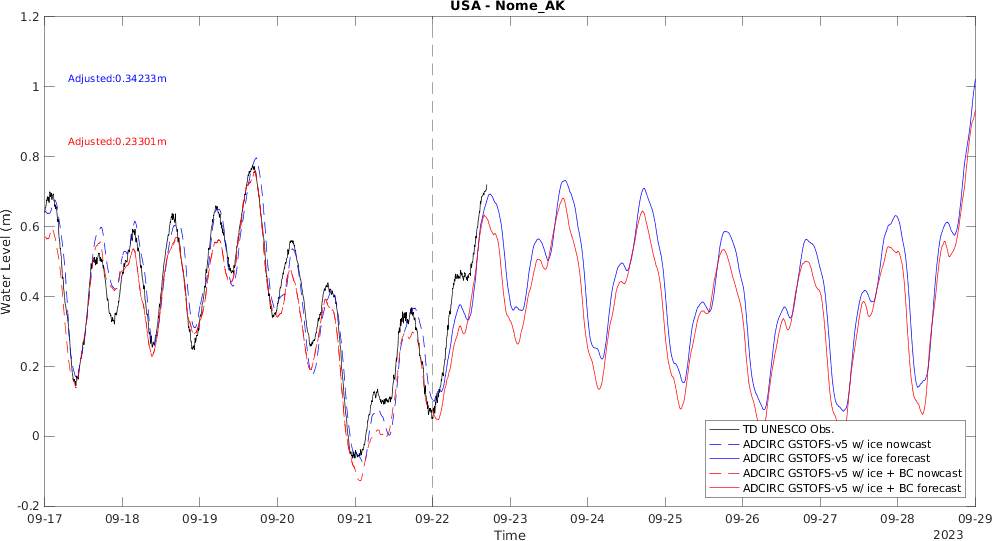 USA - Nome_AK
Adjusted:0.34233m
Adjusted:0.23301m
Water Level (m)
1.2
1
0.8
0.6
0.4
0.2
0
-0.2
TD UNESCO Obs.
ADCIRC GSTOFS-v5 w/ ice nowcast
ADCIRC GSTOFS-v5 w/ ice forecast
ADCIRC GSTOFS-v5 w/ ice + BC nowcast
ADCIRC GSTOFS-v5 w/ ice + BC forecast
09-17 09-18 09-19 09-20 09-21 09-22 09-23 09-24 09-25 09-26 09-27 09-28 09-29
Time
2023